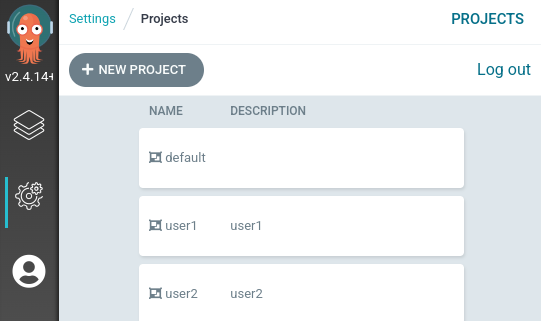 Settings Projects PROJECTS
v2.4.14+
NEW PROJECT Log out
NAME DESCRIPTION
default
user1 user1
user2 user2